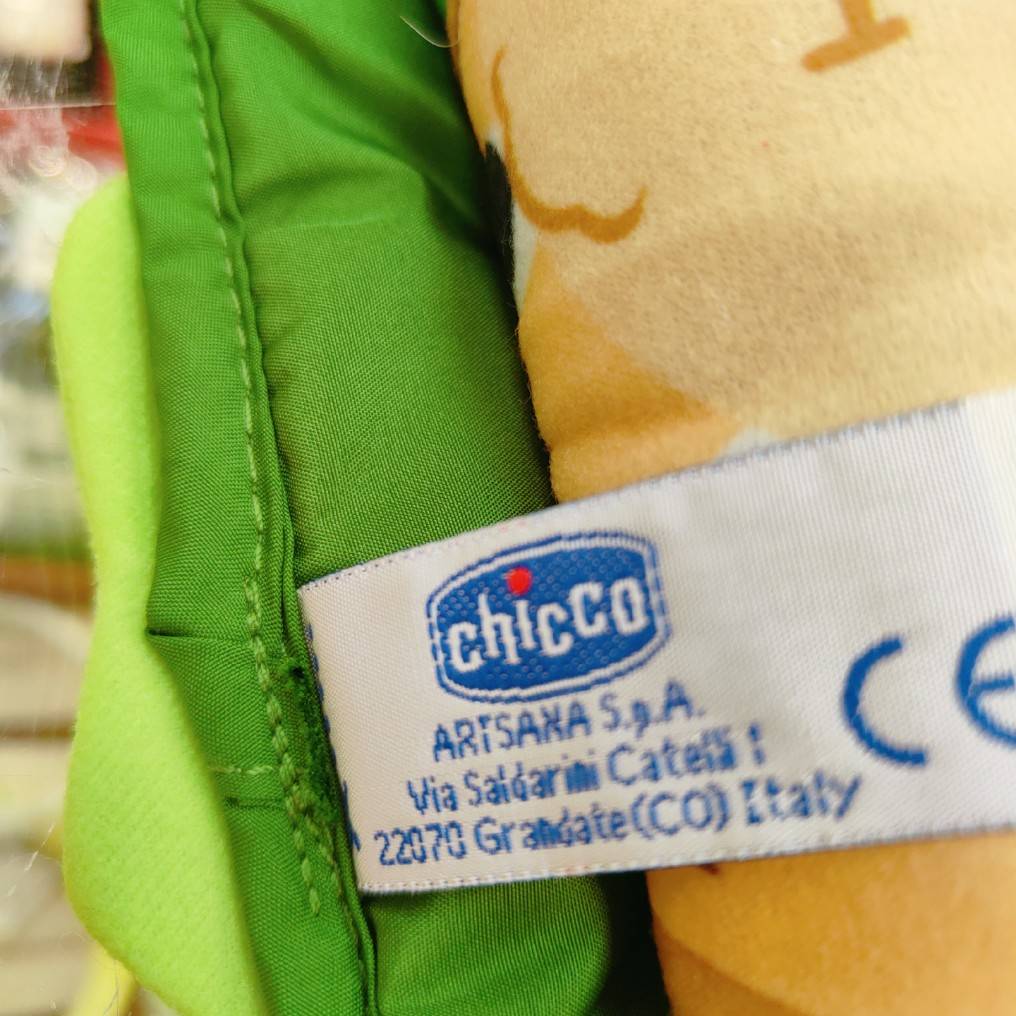 chicco
ARTSANA S.p.A.
Via Saldarini Catelli 1
22070 Grandate (CO) Italy
CE